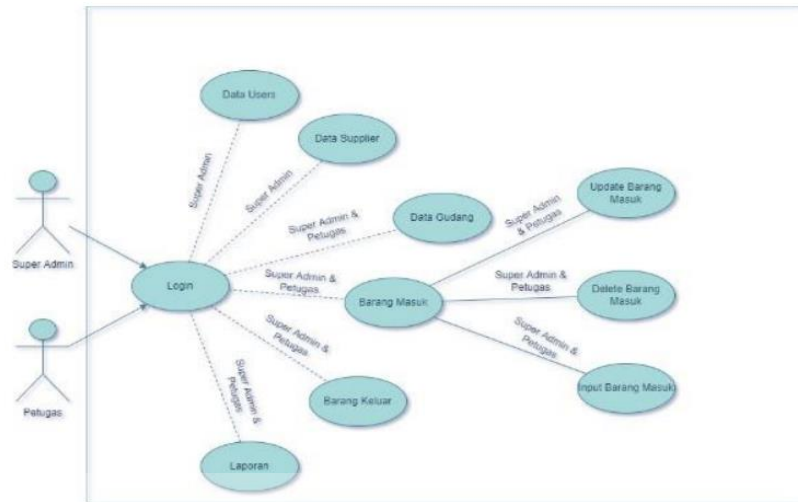 Data Users
Data Supplier
Super Admin
Super Admin
Data Gudang
Super Admin &
Petugas
Update Barang
Masuk
Super Admin
& Petugas
Super Admin
Login
Super Admin &
Petugas
Barang Masuk
Super Admin &
Petugas
Delete Barang
Masuk
Super Admin &
Petugas
Input Barang Masuk
Super Admin &
Petugas
Barang Keluar
Super Admin &
Petugas
Petugas
Laporan